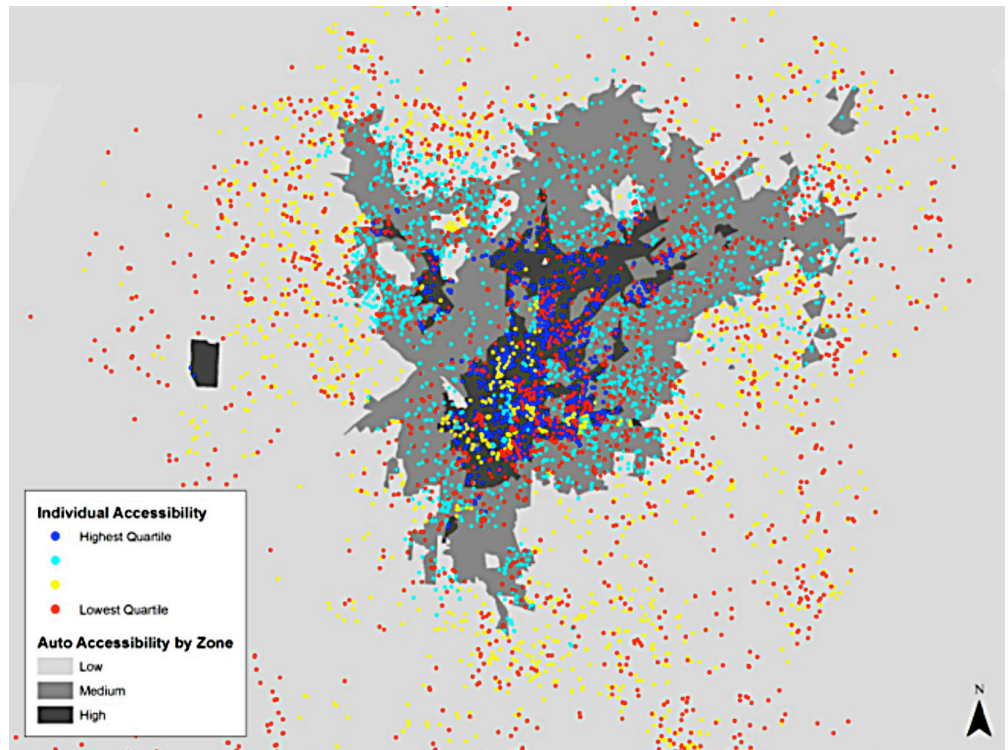 Individual Accessibility
Highest Quartile
Lowest Quartile
Auto Accessibility by Zone
Low
Medium
High
N